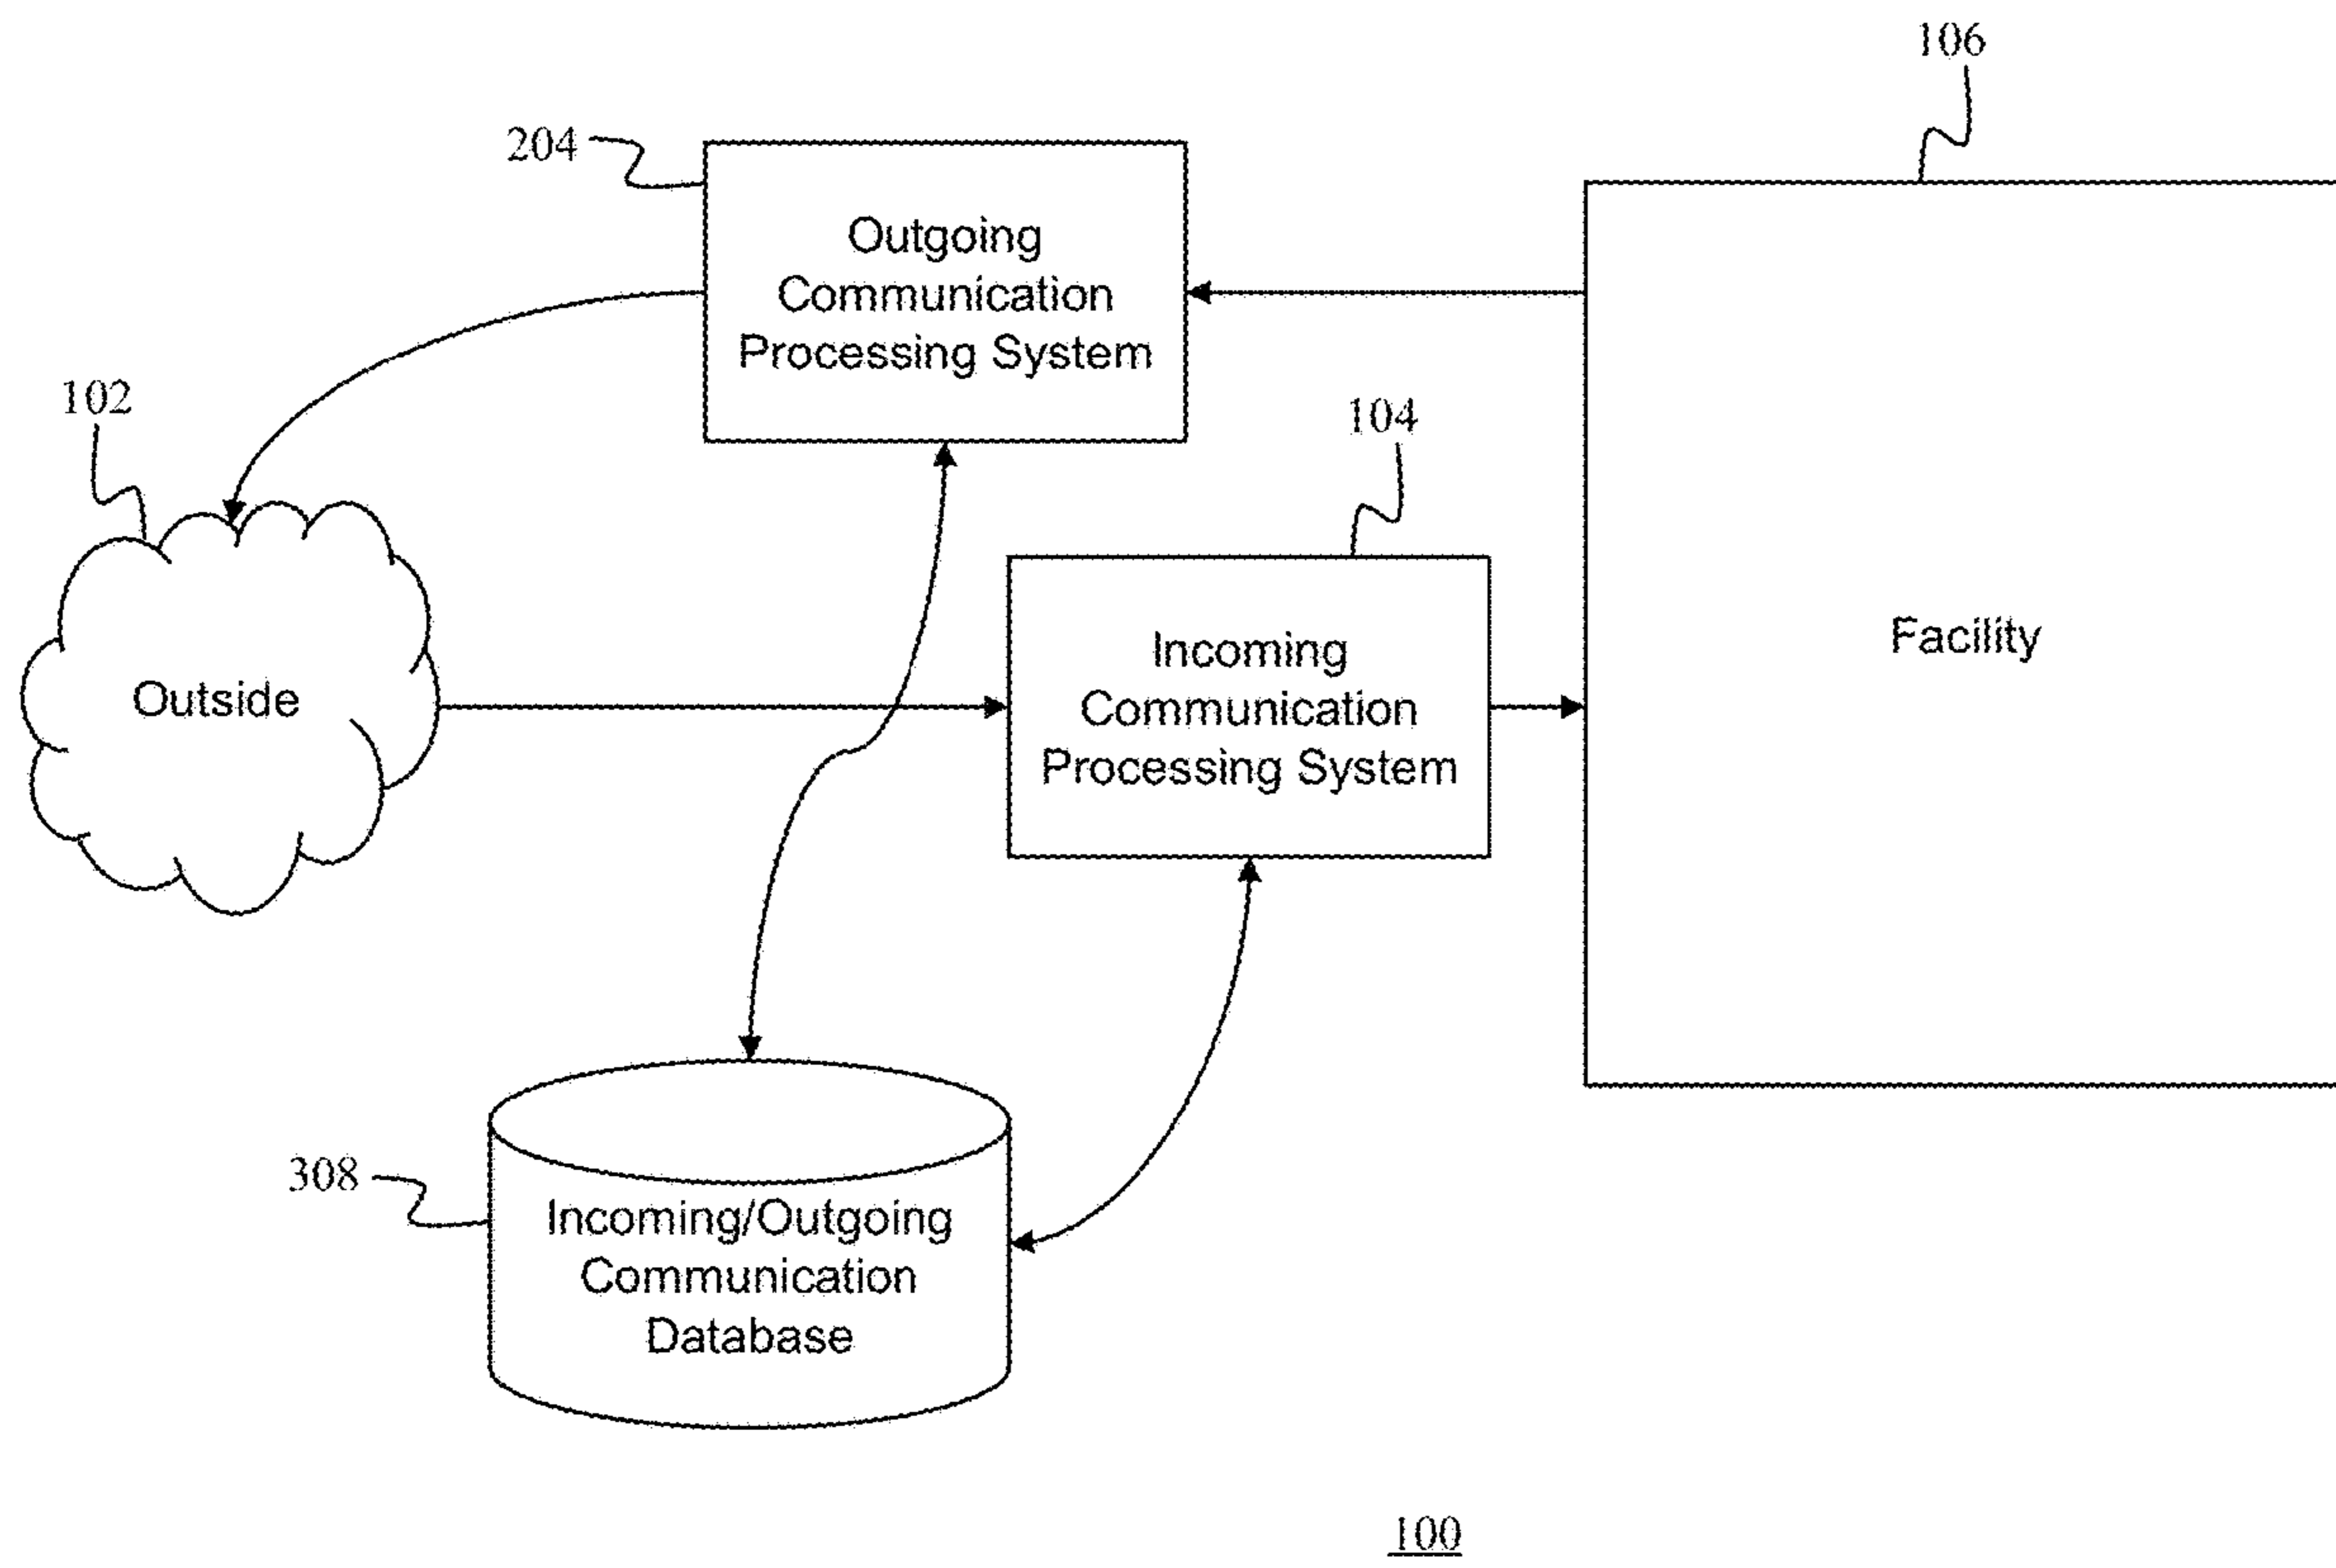 106
204
Outgoing
Communication
Processing System
102
104
Incoming
Communication
Processing System
Facility
Outside
308
Incoming/Outgoing
Communication
Database
100